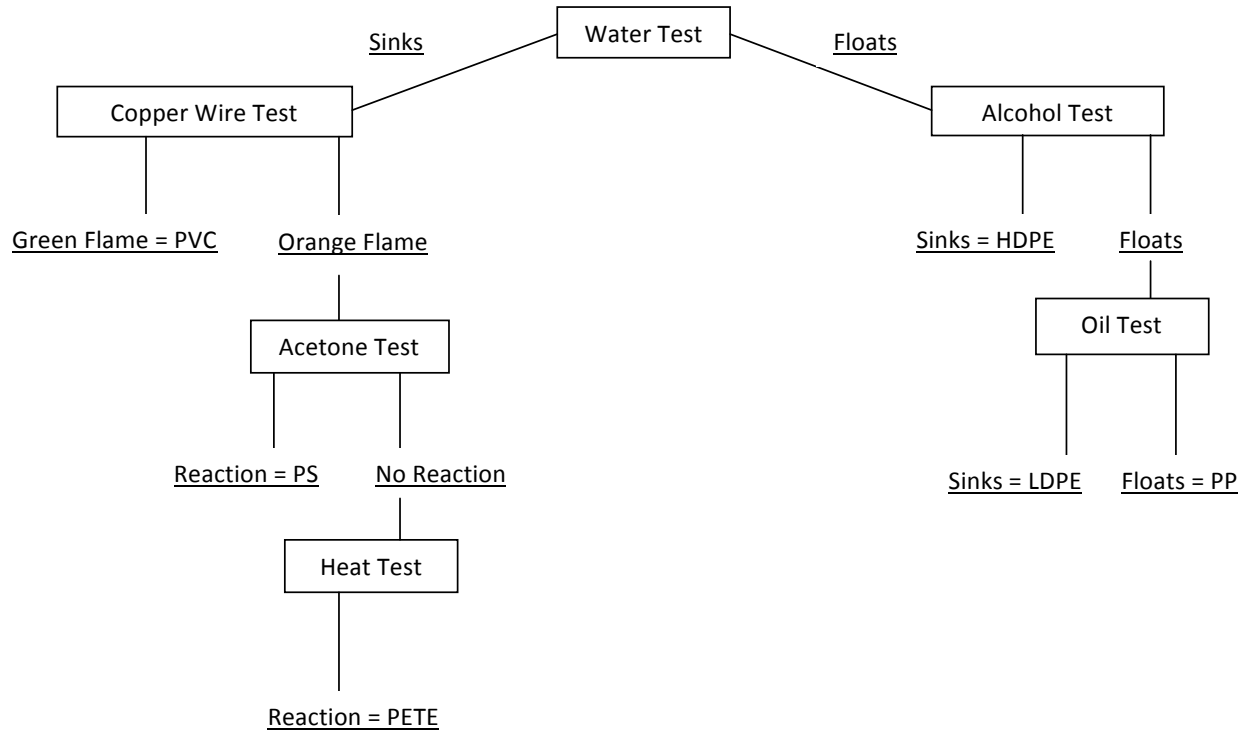 Water Test
Sinks
Floats
Copper Wire Test
Alcohol Test
Green Flame = PVC
Orange Flame
Sinks = HDPE
Floats
Acetone Test
Oil Test
Reaction = PS
No Reaction
Sinks = LDPE
Floats = PP
Heat Test
Reaction = PETE